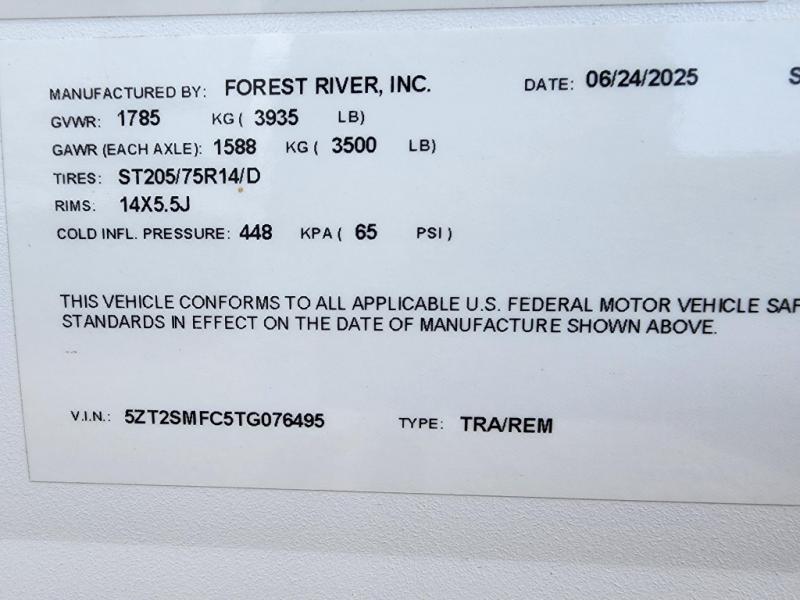 MANUFACTURED BY: FOREST RIVER, INC. DATE: 06/24/2025 S
GVWR: 1785 KG ( 3935 LB)
GAWR (EACH AXLE): 1588 KG ( 3500 LB)
TIRES: ST205/75R14/D
RIMS: 14X5.5J
COLD INFL. PRESSURE: 448 KPA ( 65 PSI )
THIS VEHICLE CONFORMS TO ALL APPLICABLE U.S. FEDERAL MOTOR VEHICLE SAF
STANDARDS IN EFFECT ON THE DATE OF MANUFACTURE SHOWN ABOVE.
V.I.N.: 5ZT2SMFC5TG076495 TYPE: TRA/REM